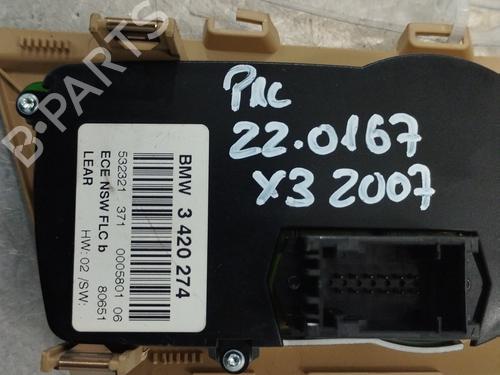 PAC
22.0167
X3 2007
BMW 3 420 274
532321 371 0005801 06
ECE NSW FLC b 80651
LEAR HW: 02 /SW:
B-PARTS